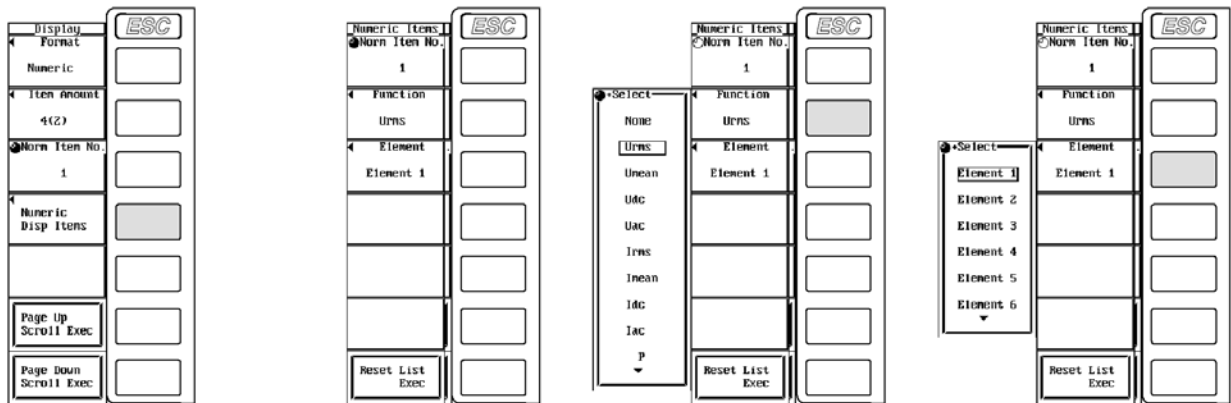 Display
ESC
Format
Numeric
Item Amount
4(2)
Norm Item No.
1
Numeric
Disp Items
Page Up
Scroll Exec
Page Down
Scroll Exec
Numeric Items
ESC
Norm Item No.
1
Function
Urms
Element
Element 1
Reset List
Exec
Select
None
Urms
Umean
Udc
Uac
Irms
Imean
Idc
Iac
P
Numeric Items
ESC
Norm Item No.
1
Function
Urms
Element
Element 1
Reset List
Exec
Select
Element 1
Element 2
Element 3
Element 4
Element 5
Element 6
Numeric Items
ESC
Norm Item No.
1
Function
Urms
Element
Element 1
Reset List
Exec